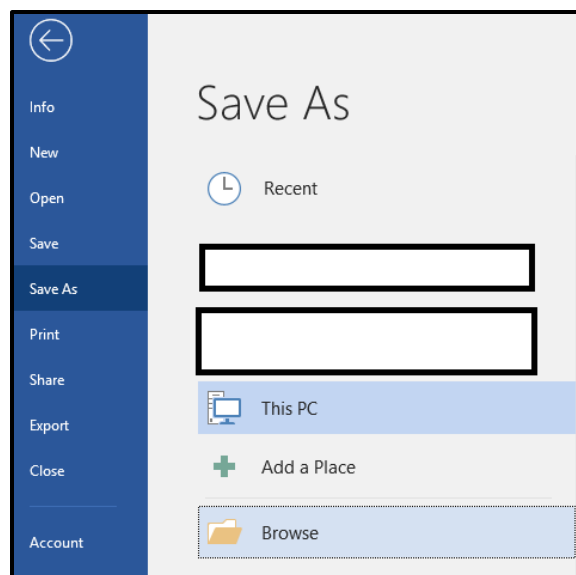 Info
New
Open
Save
Save As
Print
Share
Export
Close
Account
Save As
Recent
This PC
Add a Place
Browse